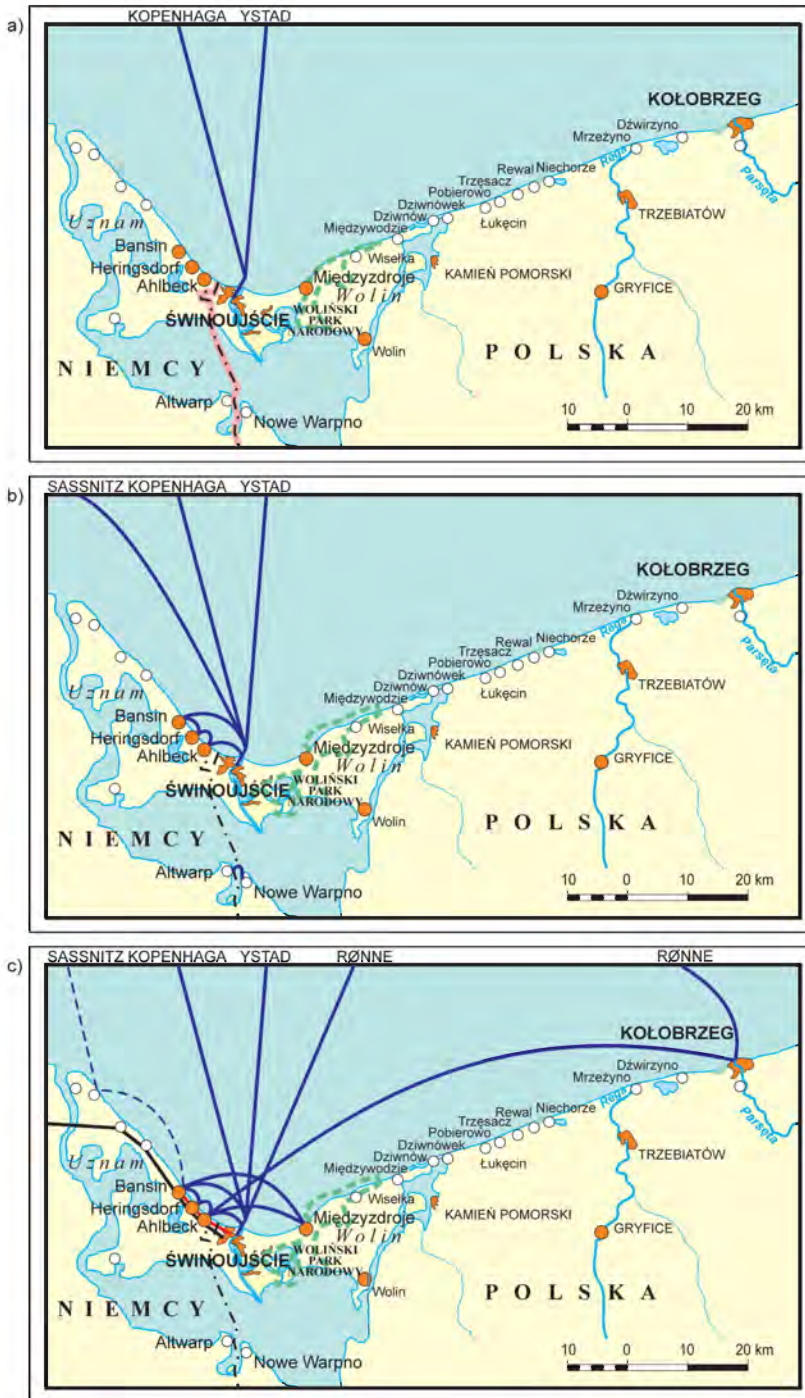 a)
KOPENHAGA YSTAD
KOŁOBRZEG
Dźwirzyno
Mrzeżyno
Rega
Niechorze
Rewal
Trzęsacz
Pobierowo
Dziwnówek
Dziwnów
Międzywodzie
Łukęcin
Parsęta
Uznam
TRZEBIATÓW
Bansin
Wisełka
Heringsdorf
Międzyzdroje
KAMIEŃ POMORSKI
Ahlbeck
Wolin
GRYFICE
ŚWINOUJŚCIE
WOLIŃSKI
PARK
NARODOWY
Wolin
NIEMCY
POLSKA
Altwarp
Nowe Warpno
10 0 10 20 km
b)
SASSNITZ KOPENHAGA YSTAD
KOŁOBRZEG
Dźwirzyno
Mrzeżyno
Rega
Niechorze
Rewal
Trzęsacz
Pobierowo
Dziwnówek
Dziwnów
Międzywodzie
Łukęcin
Parsęta
Uznam
TRZEBIATÓW
Bansin
Wisełka
Heringsdorf
Międzyzdroje
KAMIEŃ POMORSKI
Ahlbeck
Wolin
GRYFICE
ŚWINOUJŚCIE
WOLIŃSKI
PARK
NARODOWY
Wolin
NIEMCY
POLSKA
Altwarp
Nowe Warpno
10 0 10 20 km
c)
SASSNITZ KOPENHAGA YSTAD RØNNE RØNNE
KOŁOBRZEG
Dźwirzyno
Mrzeżyno
Rega
Niechorze
Rewal
Trzęsacz
Pobierowo
Dziwnówek
Dziwnów
Międzywodzie
Łukęcin
Parsęta
Uznam
TRZEBIATÓW
Bansin
Wisełka
Heringsdorf
Międzyzdroje
KAMIEŃ POMORSKI
Ahlbeck
Wolin
GRYFICE
ŚWINOUJŚCIE
WOLIŃSKI
PARK
NARODOWY
Wolin
NIEMCY
POLSKA
Altwarp
Nowe Warpno
10 0 10 20 km